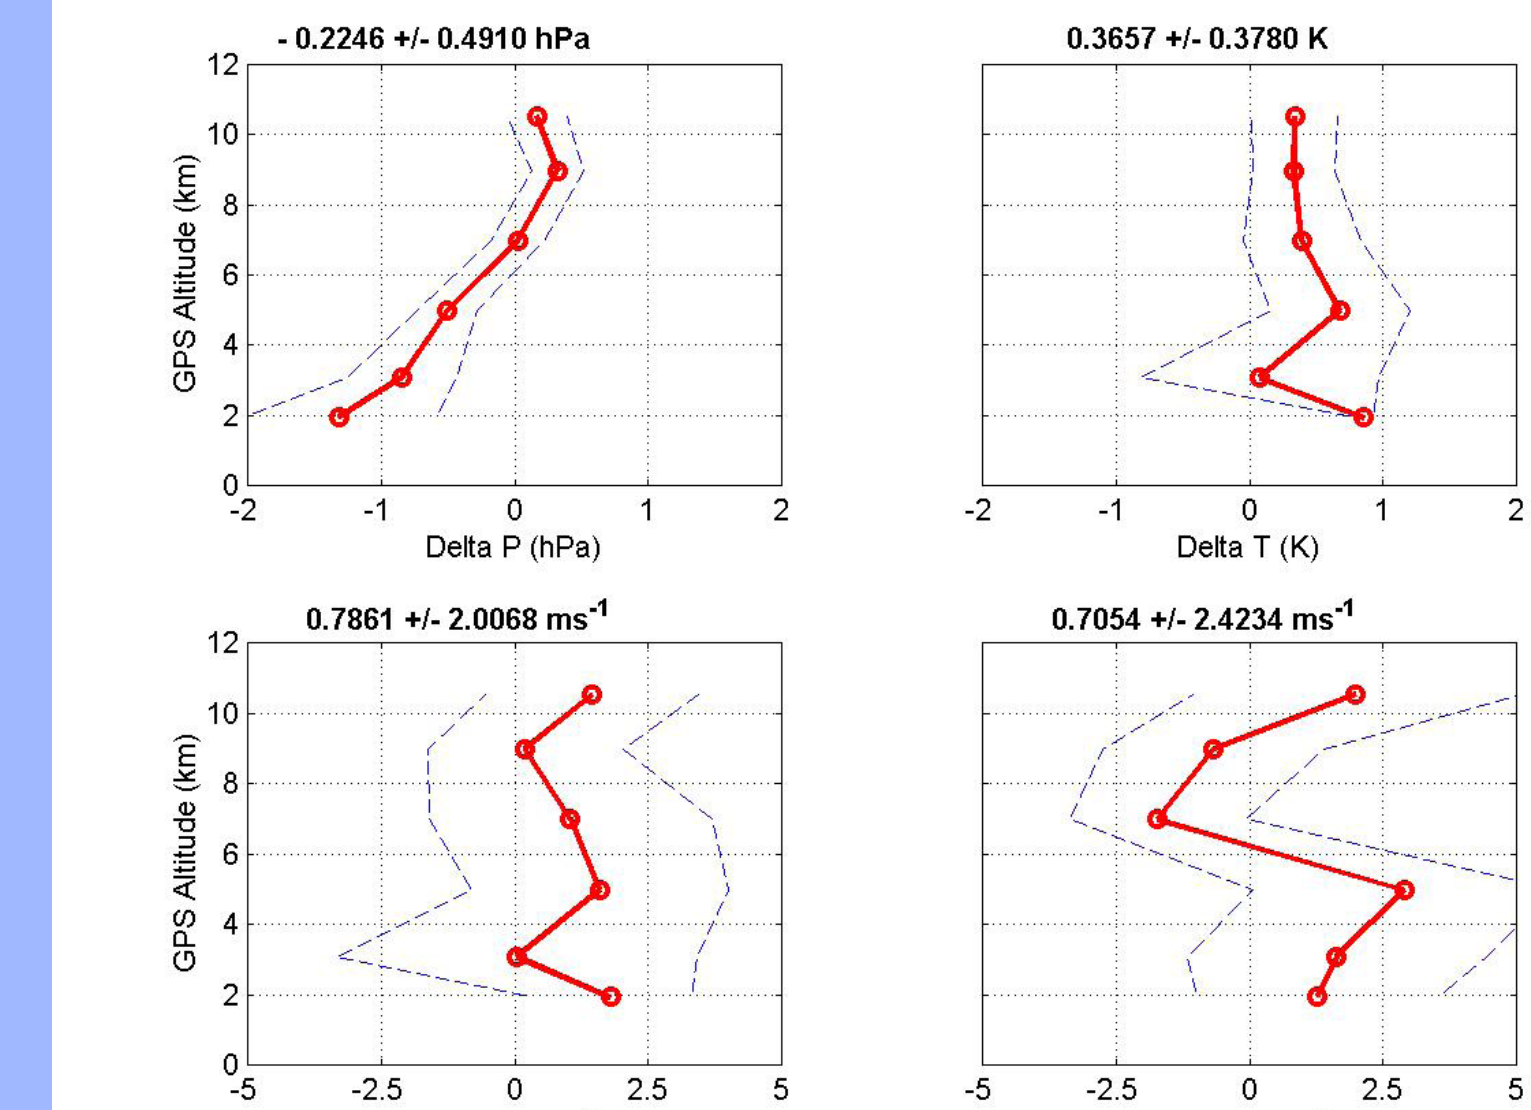 - 0.2246 +/- 0.4910 hPa
12
10
8
6
4
2
0
GPS Altitude (km)
-2 -1 0 1 2
Delta P (hPa)
0.3657 +/- 0.3780 K
-2 -1 0 1 2
Delta T (K)
0.7861 +/- 2.0068 ms-1
12
10
8
6
4
2
0
GPS Altitude (km)
-5 -2.5 0 2.5 5
0.7054 +/- 2.4234 ms-1
-5 -2.5 0 2.5 5